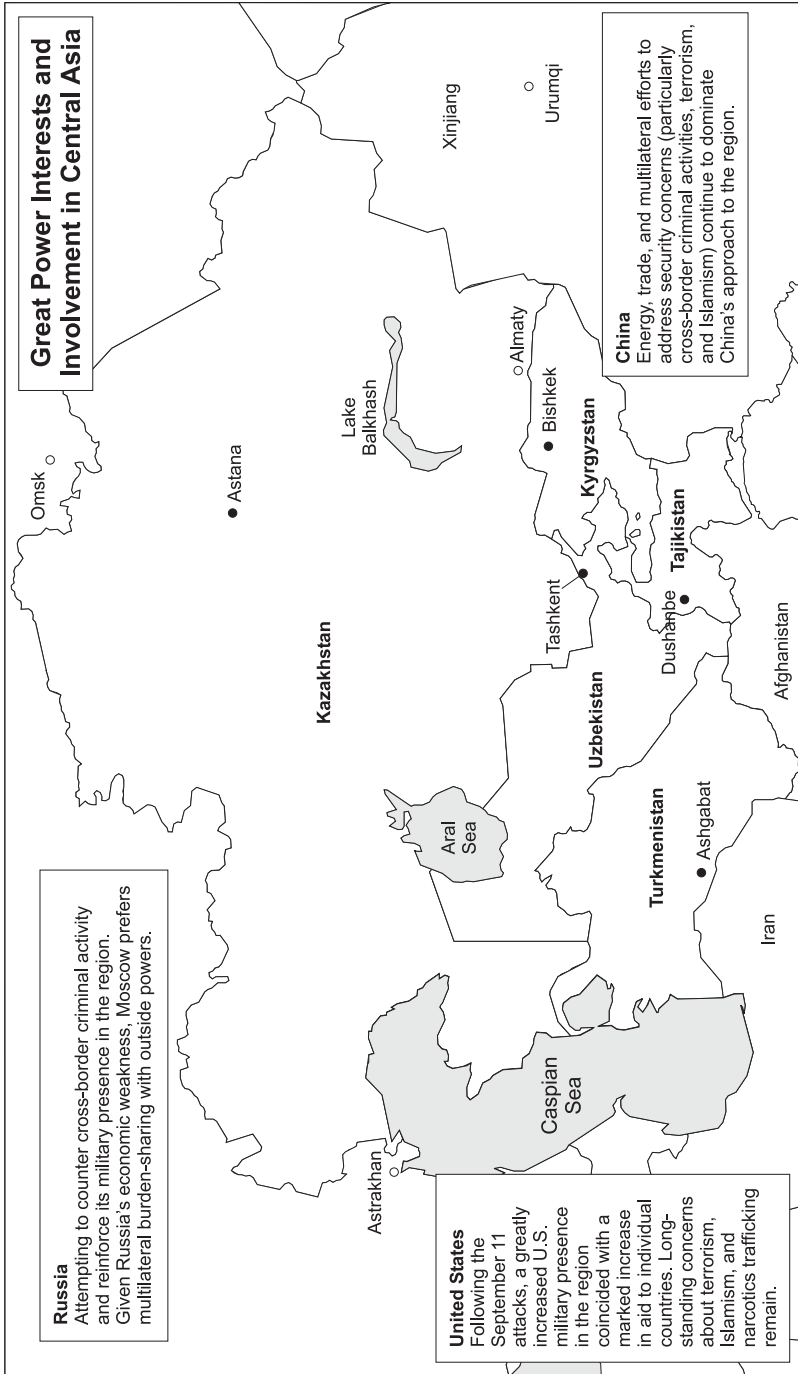 Great Power Interests and
Involvement in Central Asia
Russia
Attempting to counter cross-border criminal activity
and reinforce its military presence in the region.
Given Russia's economic weakness, Moscow prefers
multilateral burden-sharing with outside powers.
Omsk
Astana
Kazakhstan
Lake
Balkhash
Xinjiang
Urumqi
Astrakhan
Aral
Sea
Almaty
Bishkek
Tashkent
Kyrgyzstan
Caspian
Sea
Uzbekistan
Turkmenistan
Dushanbe
Tajikistan
Ashgabat
Iran
Afghanistan
United States
Following the
September 11
attacks, a greatly
increased U.S.
military presence
in the region
coincided with a
marked increase
in aid to individual
countries. Long-
standing concerns
about terrorism,
Islamism, and
narcotics trafficking
remain.
China
Energy, trade, and multilateral efforts to
address security concerns (particularly
cross-border criminal activities, terrorism,
and Islamism) continue to dominate
China's approach to the region.